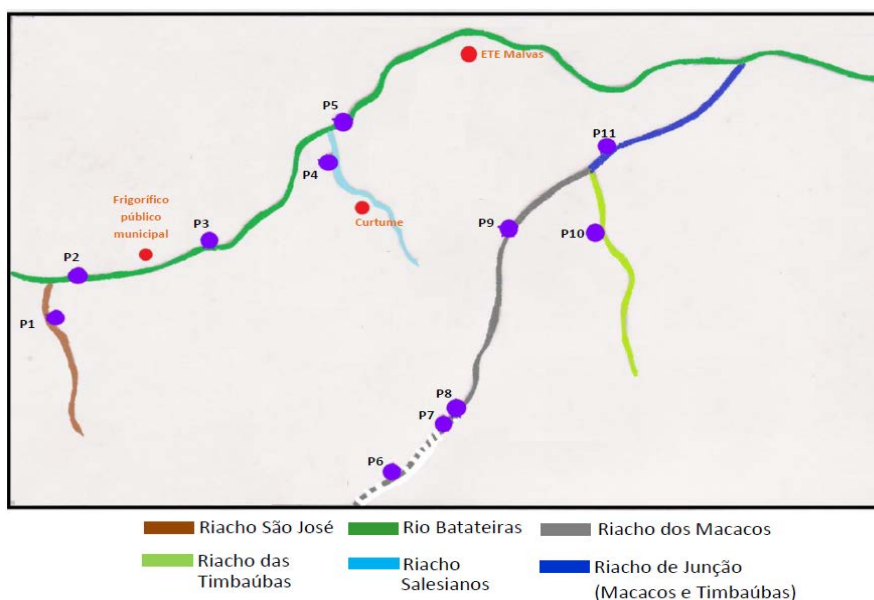 ETE Malvas
P5
P11
P4
Frigorífico
público
municipal
P3
Curtume
P9
P10
P2
P1
P8
P7
P6
Riacho São José
Rio Batateiras
Riacho dos Macacos
Riacho das
Timbaúbas
Riacho
Salesianos
Riacho de Junção
(Macacos e Timbaúbas)